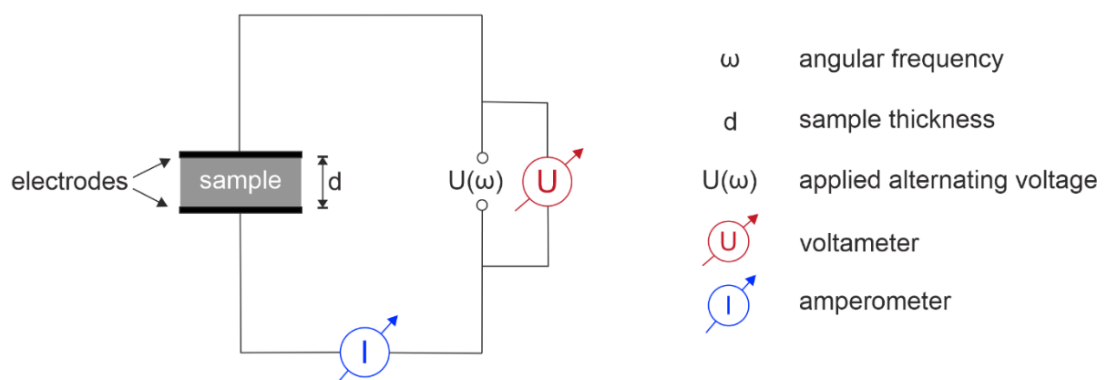 electrodes
sample
d
U(ω)
U
I
ω angular frequency
d sample thickness
U(ω) applied alternating voltage
U voltameter
I amperometer